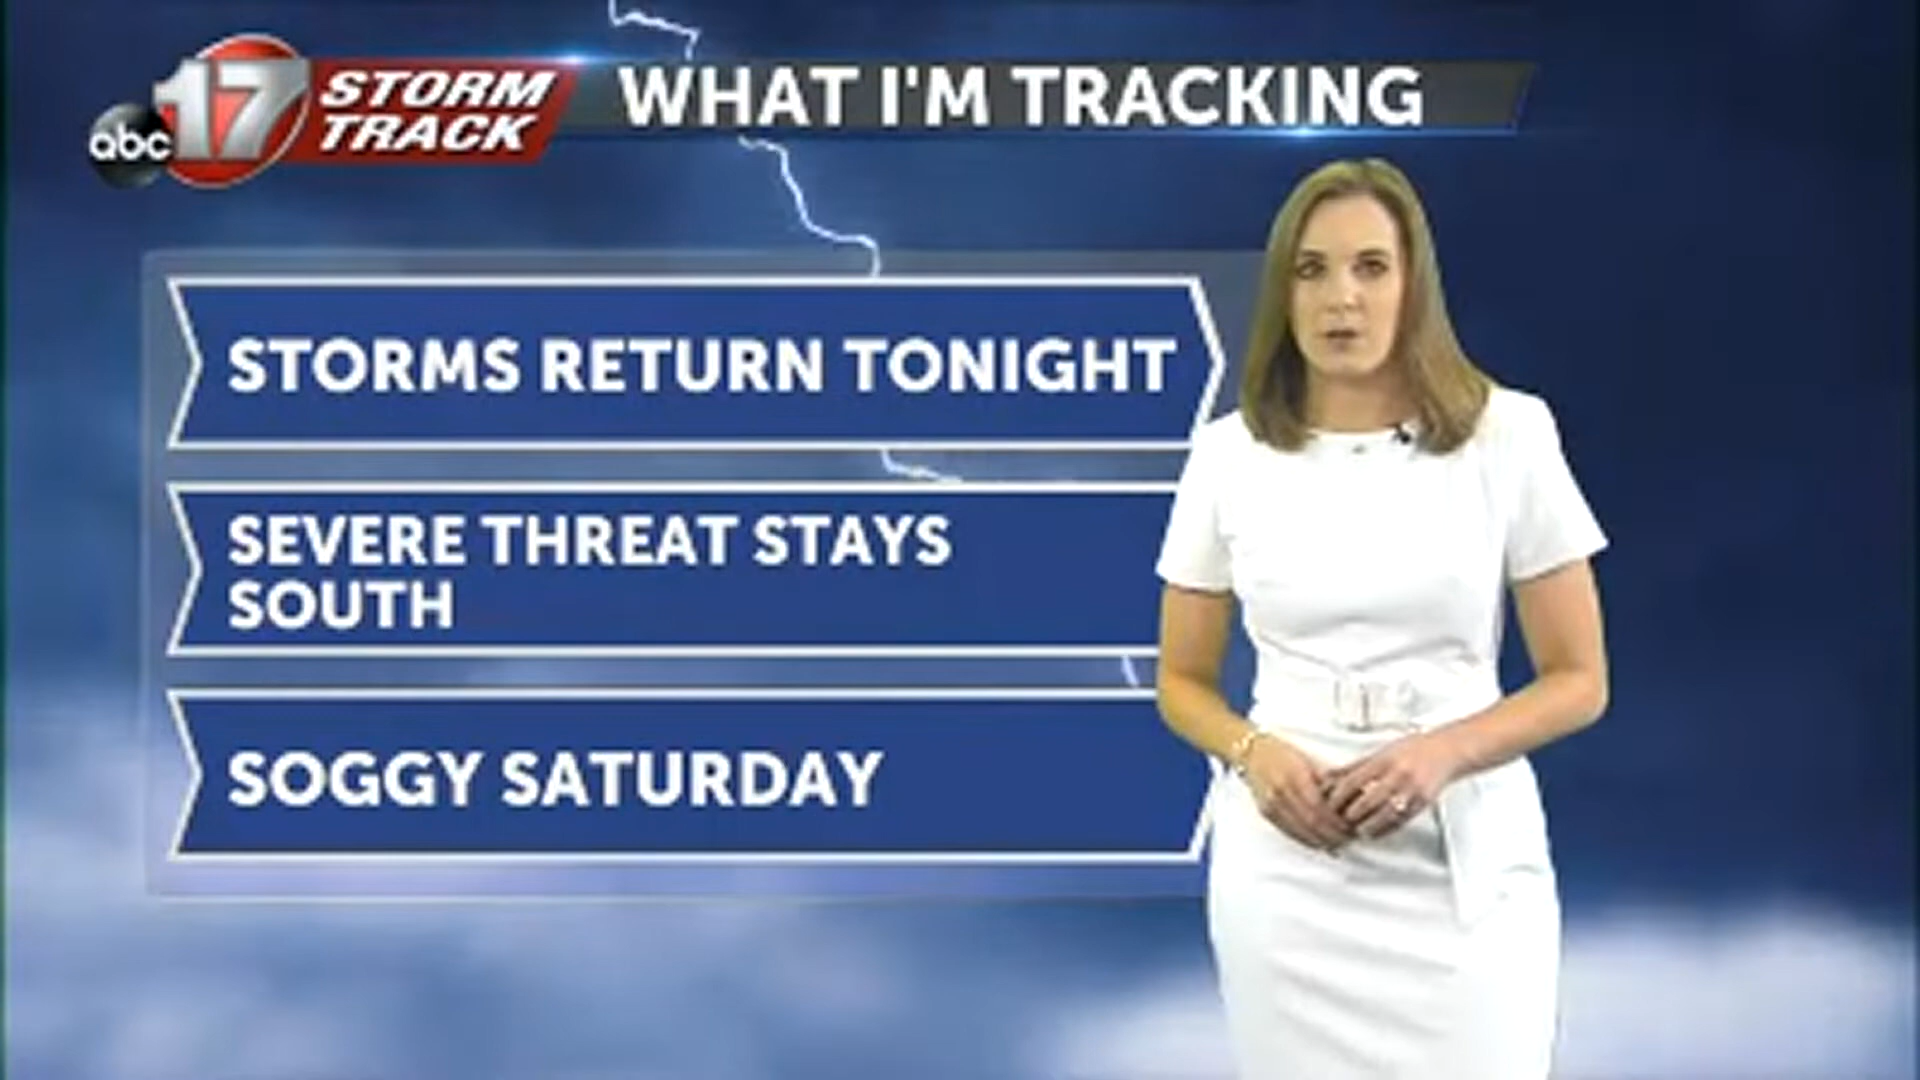 abc 17 STORM TRACK
WHAT I'M TRACKING
STORMS RETURN TONIGHT
SEVERE THREAT STAYS
SOUTH
SOGGY SATURDAY